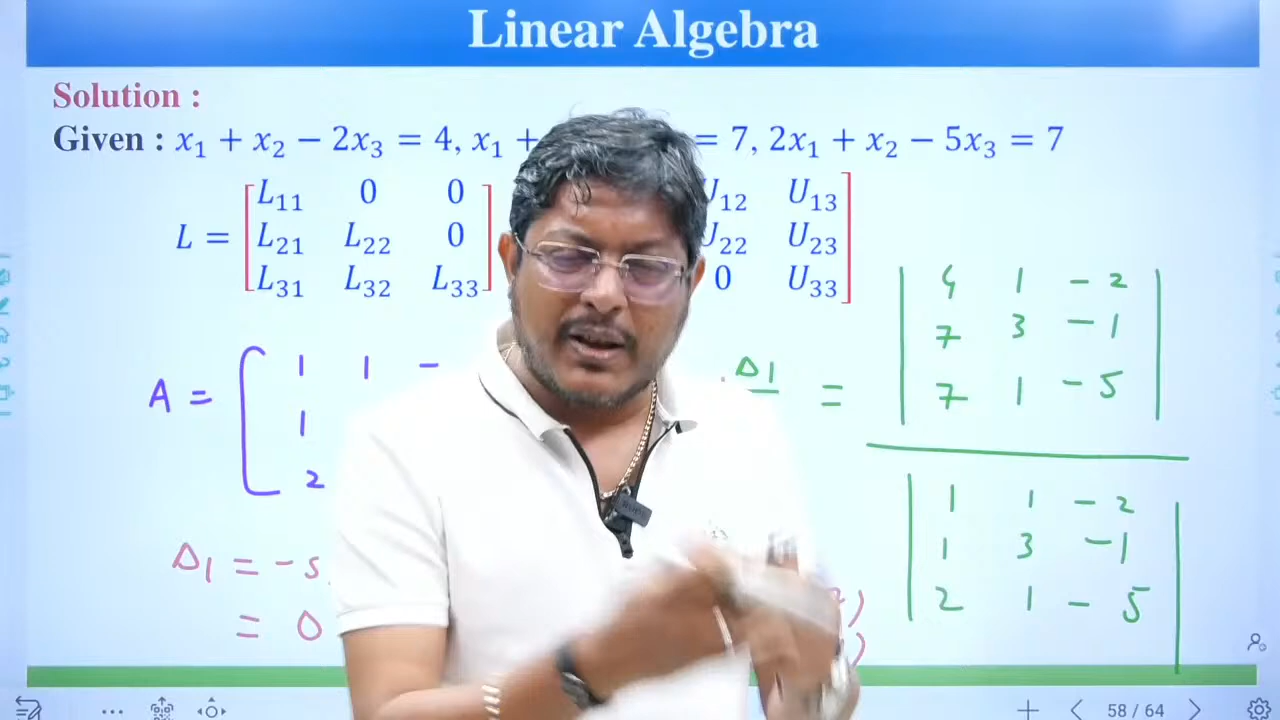 Linear Algebra
Solution :
Given : x₁ + x₂ − 2x₃ = 4, x₁ + = 7, 2x₁ + x₂ − 5x₃ = 7
L = [ L₁₁ 0 0 U₁₂ U₁₃ ]
L₂₁ L₂₂ 0 U₂₂ U₂₃
L₃₁ L₃₂ L₃₃ 0 U₃₃
A = [ 1 1 −
1
2
Δ₁ =
| 4 1 −2 |
| 7 3 −1 |
| 7 1 −5 |
| 1 1 −2 |
| 1 3 −1 |
| 2 1 −5 |
Δ₁ = −5
= 0
58 / 64